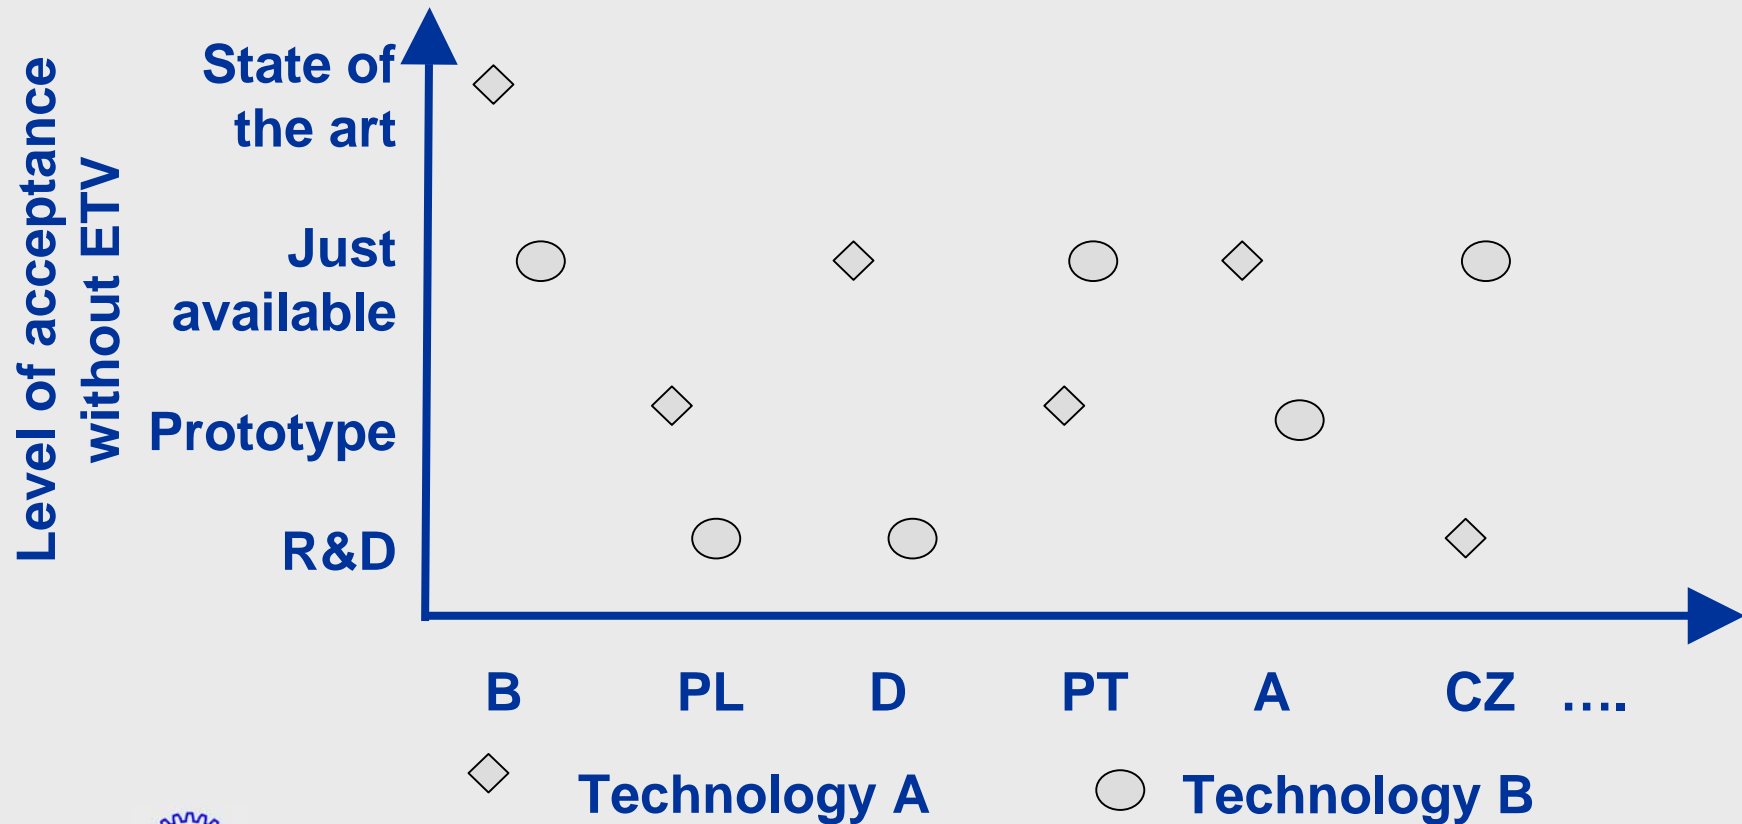 Level of acceptance
without ETV
State of
the art
Just
available
Prototype
R&D
B PL D PT A CZ ....
Technology A Technology B